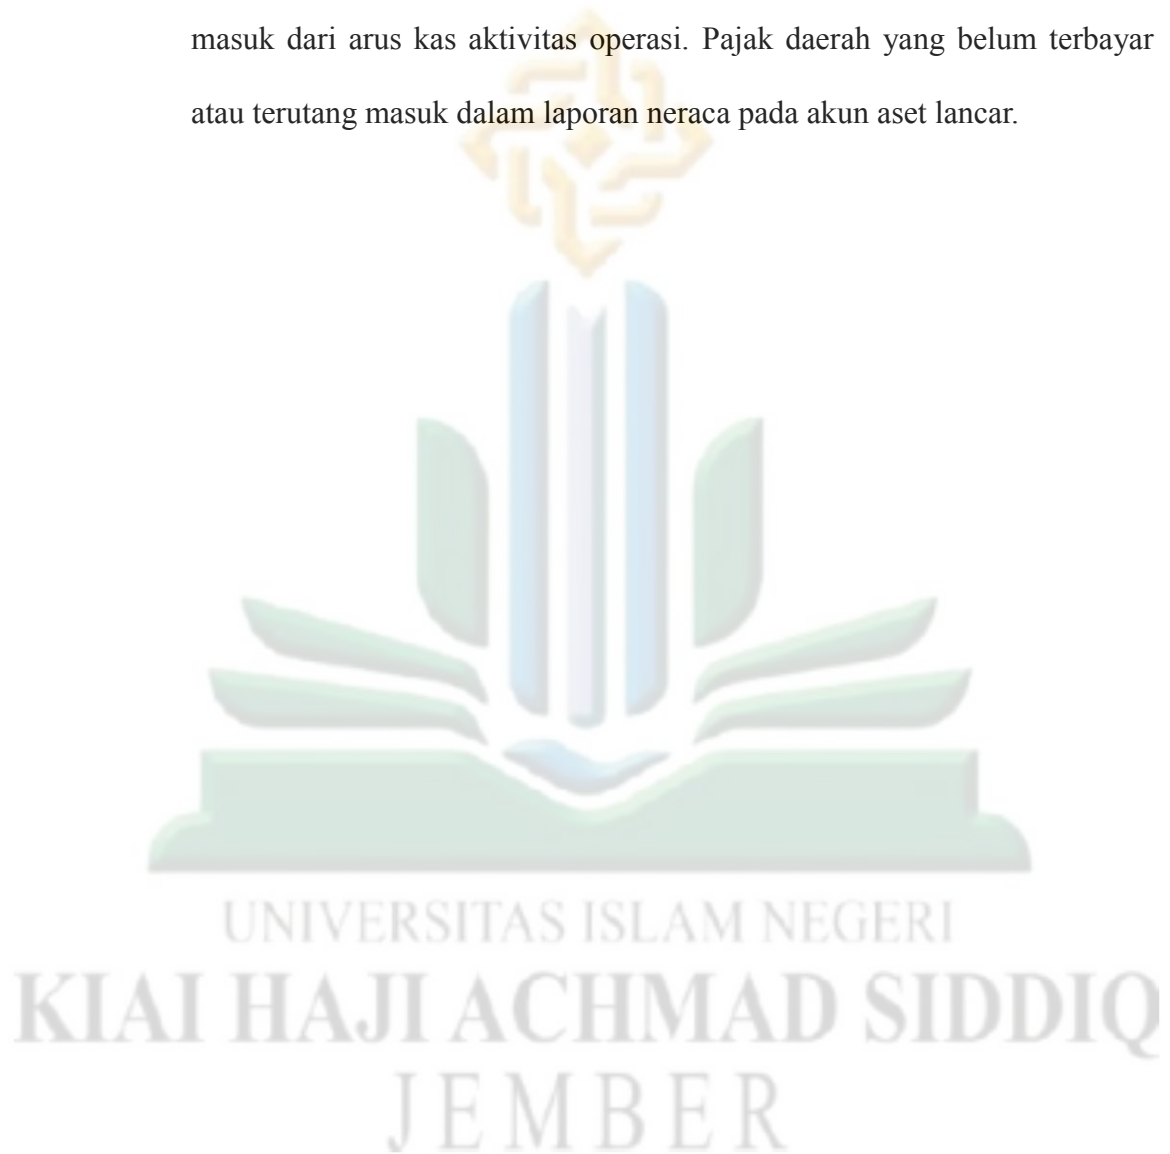 masuk dari arus kas aktivitas operasi. Pajak daerah yang belum terbayar
atau terutang masuk dalam laporan neraca pada akun aset lancar.
UNIVERSITAS ISLAM NEGERI
KIAI HAJI ACHMAD SIDDIQ
JEMBER